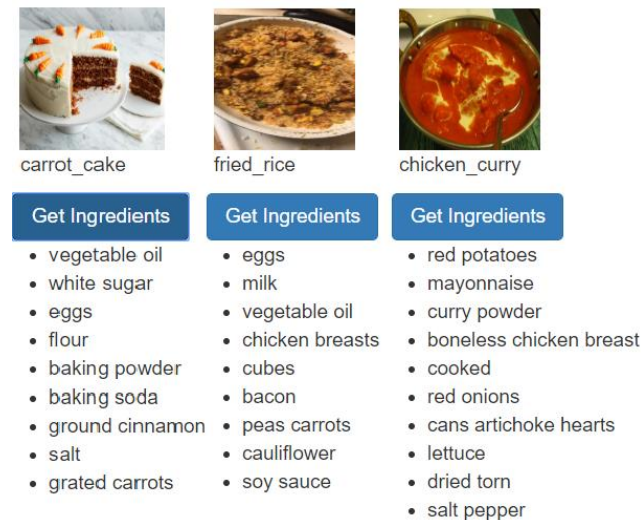 carrot_cake
Get Ingredients
vegetable oil
white sugar
eggs
flour
baking powder
baking soda
ground cinnamon
salt
grated carrots
fried_rice
Get Ingredients
eggs
milk
vegetable oil
chicken breasts
cubes
bacon
peas carrots
cauliflower
soy sauce
chicken_curry
Get Ingredients
red potatoes
mayonnaise
curry powder
boneless chicken breast
cooked
red onions
cans artichoke hearts
lettuce
dried torn
salt pepper